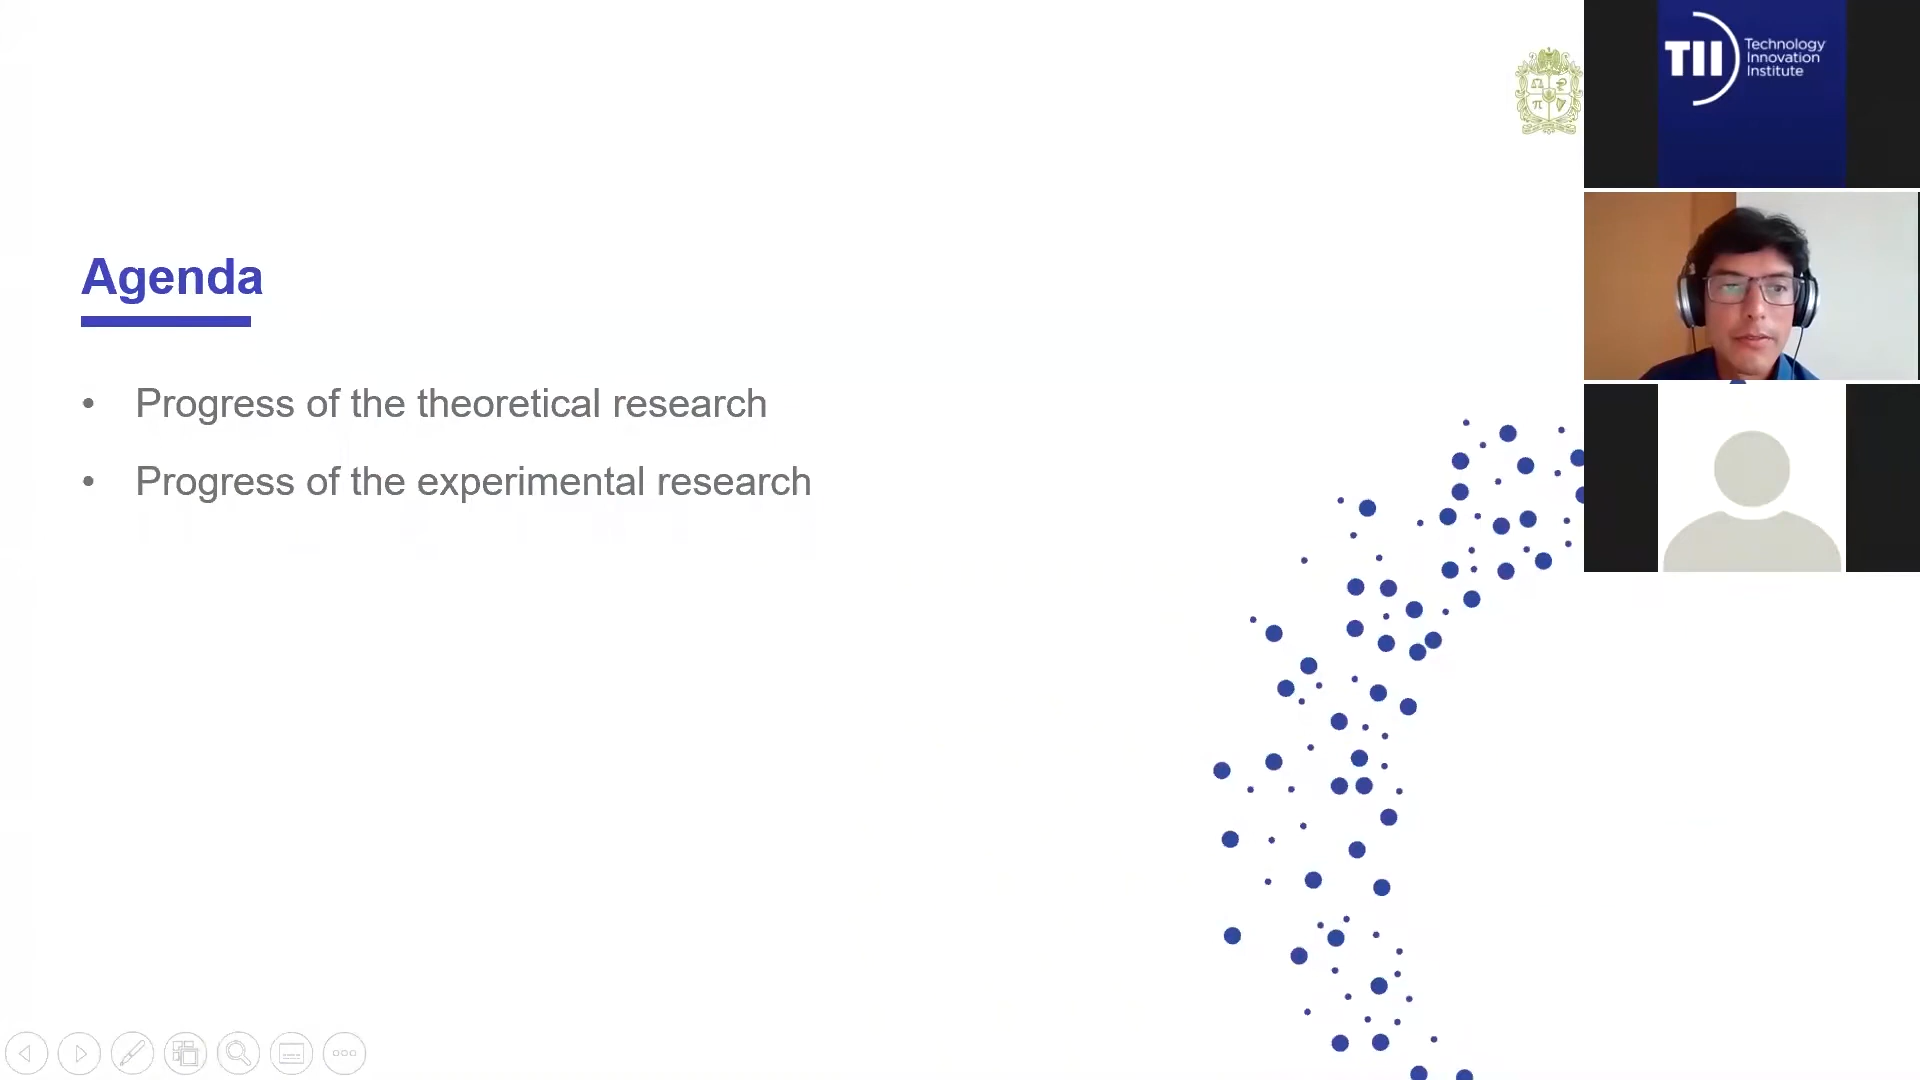 Agenda
• Progress of the theoretical research
• Progress of the experimental research
TII
Technology
Innovation
Institute